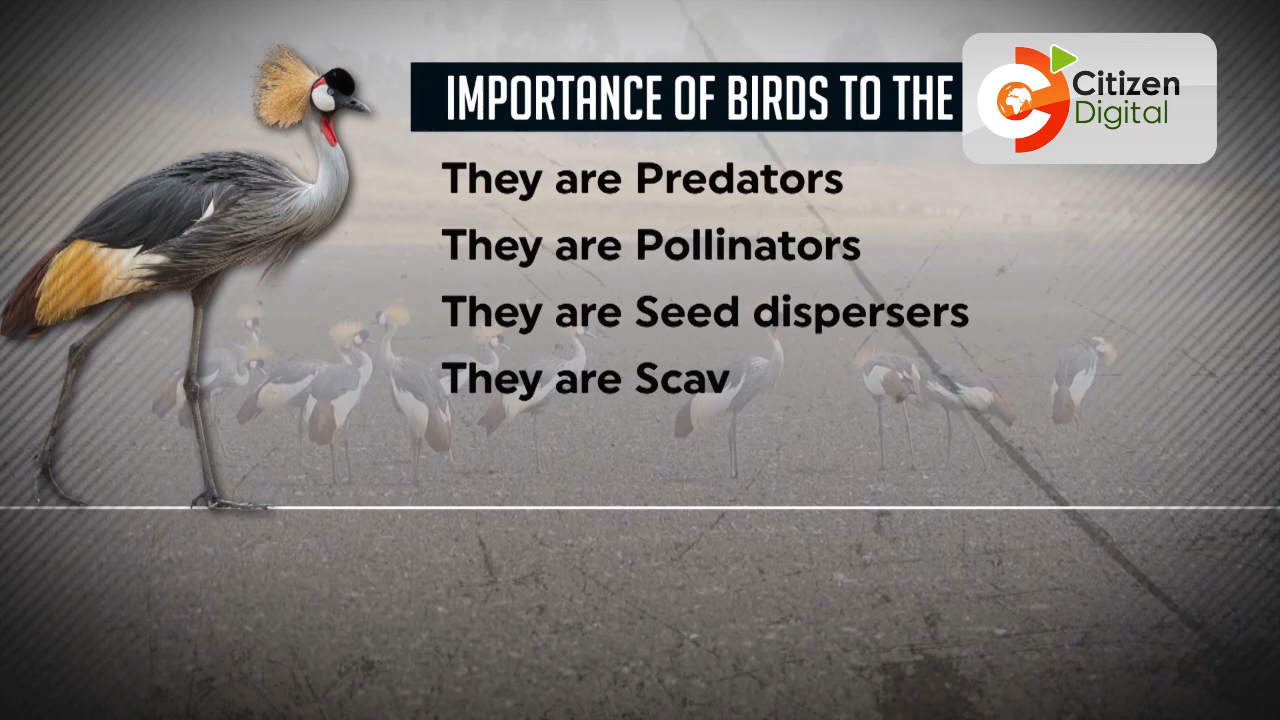 IMPORTANCE OF BIRDS TO THE
Citizen
Digital
They are Predators
They are Pollinators
They are Seed dispersers
They are Scav